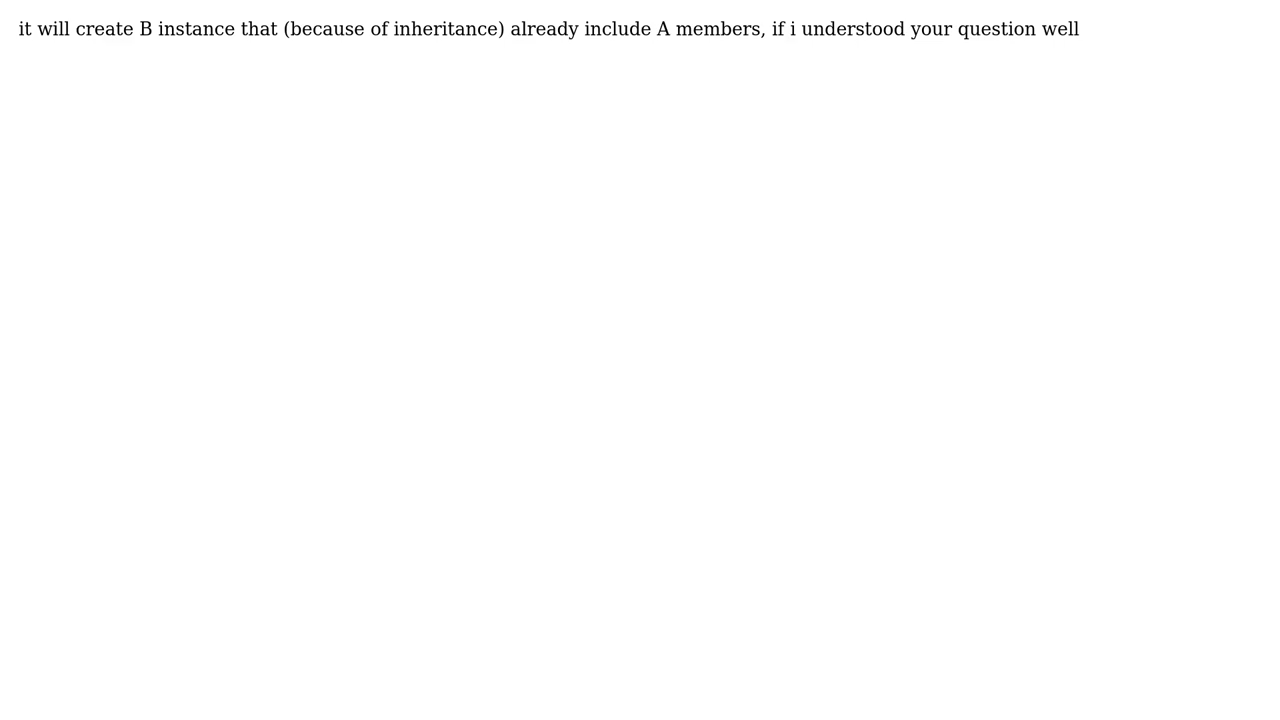 it will create B instance that (because of inheritance) already include A members, if i understood your question well